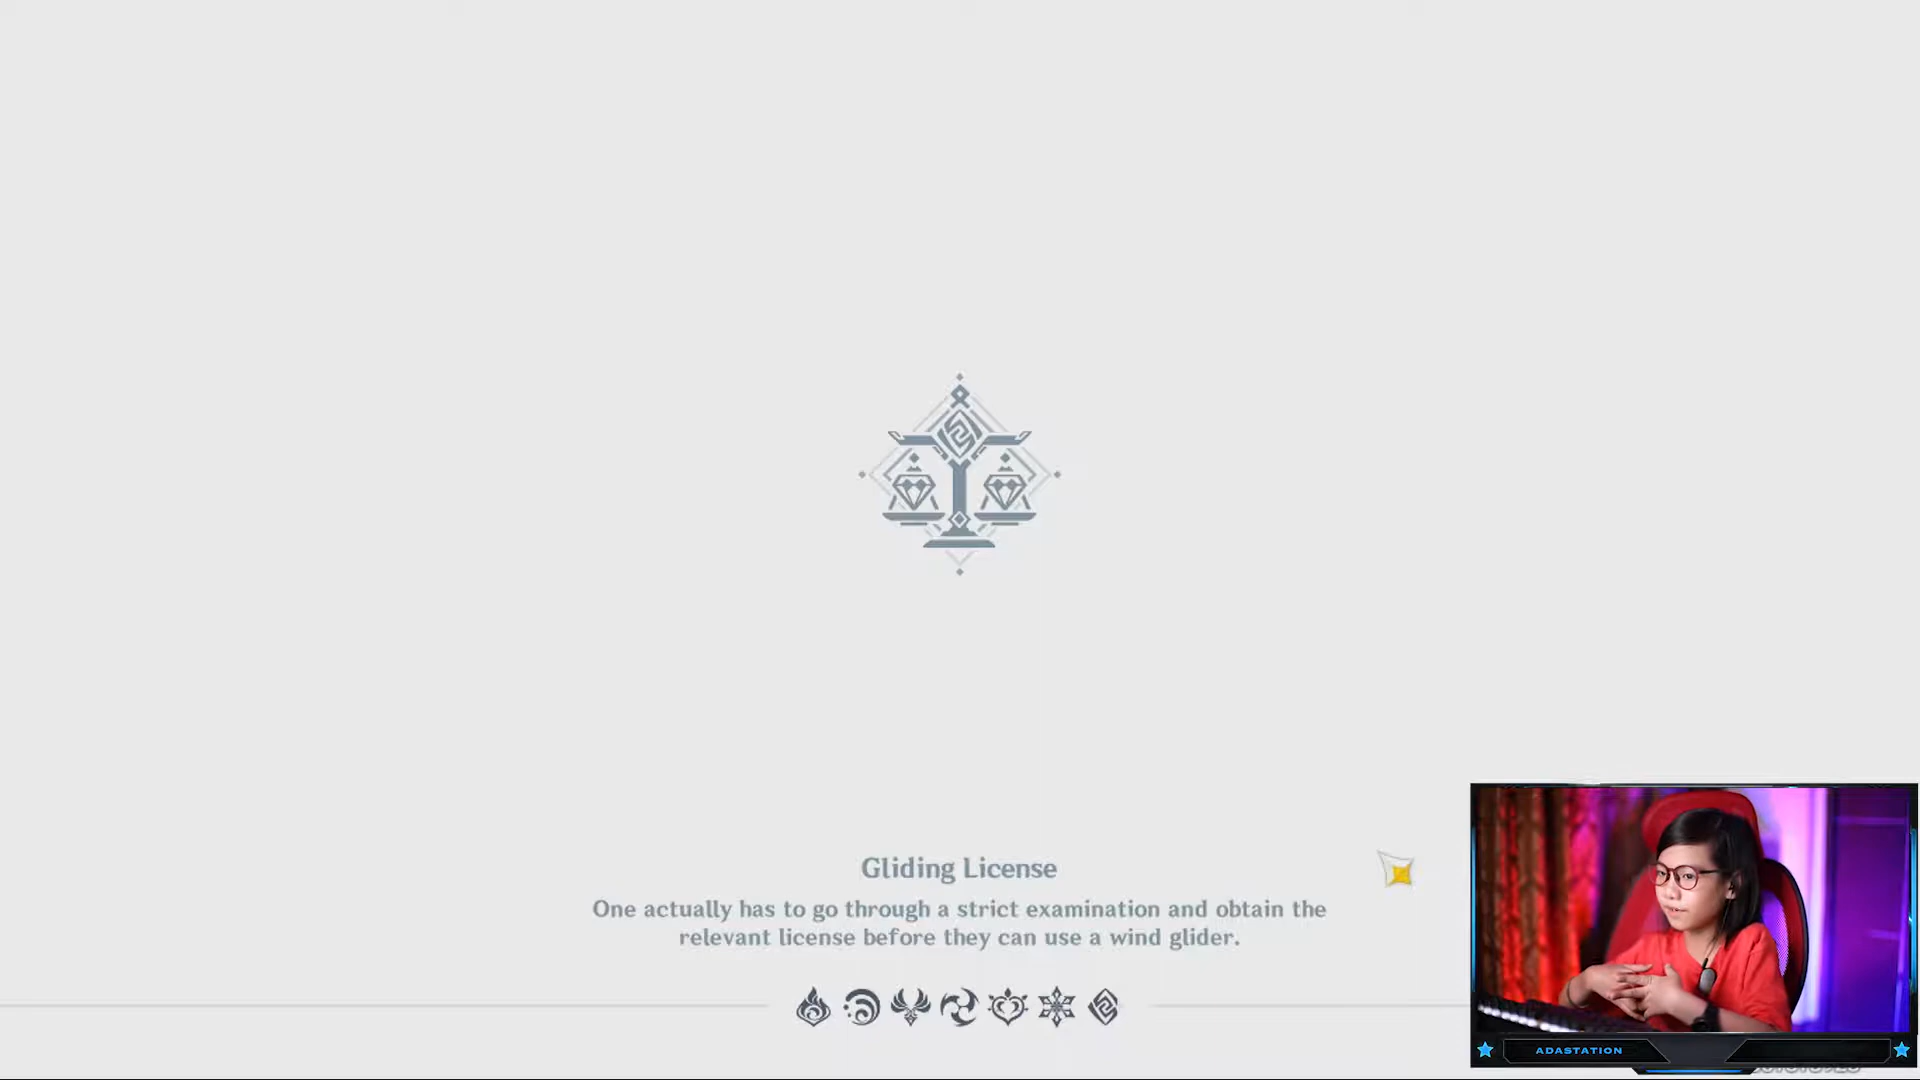 Gliding License
One actually has to go through a strict examination and obtain the
relevant license before they can use a wind glider.
ADASTATION